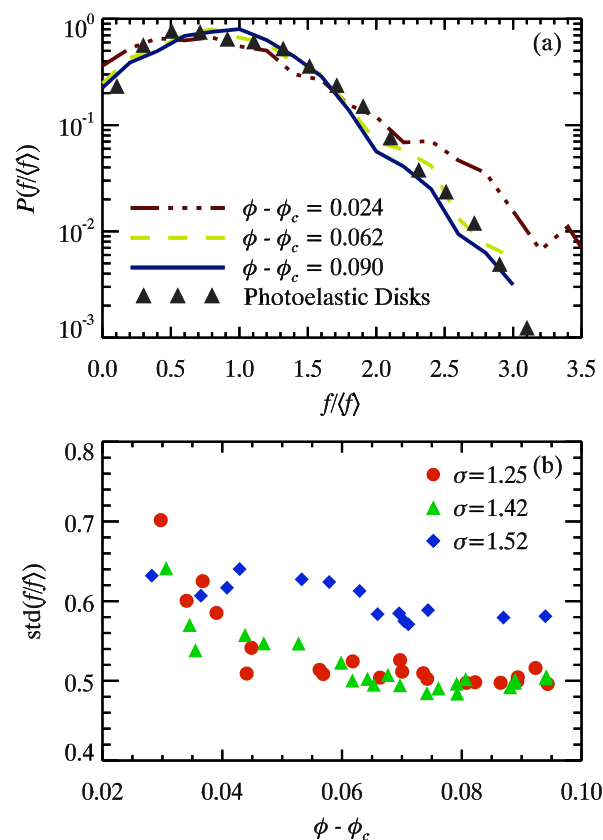 (a)
P(f/⟨f⟩)
10⁰
10⁻¹
10⁻²
10⁻³
ϕ - ϕc = 0.024
ϕ - ϕc = 0.062
ϕ - ϕc = 0.090
Photoelastic Disks
0.0 0.5 1.0 1.5 2.0 2.5 3.0 3.5
f/⟨f⟩
(b)
std(f/⟨f⟩)
0.8
0.7
0.6
0.5
0.4
σ=1.25
σ=1.42
σ=1.52
0.02 0.04 0.06 0.08 0.10
ϕ - ϕc